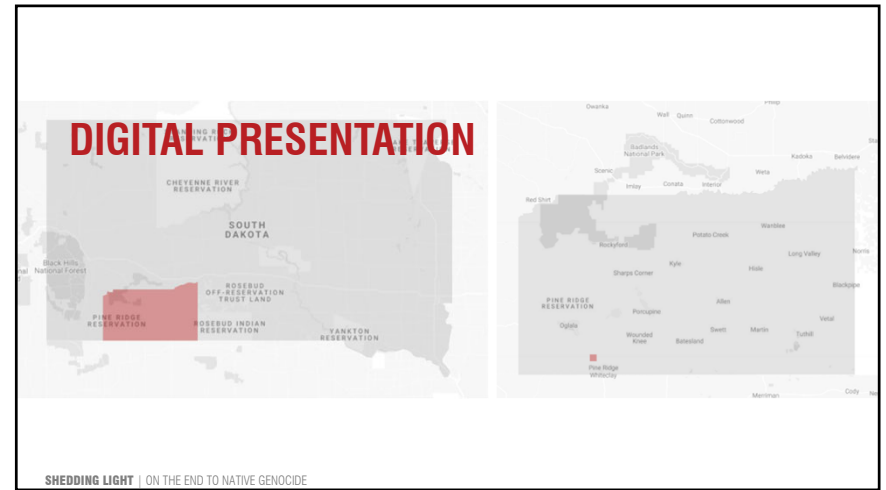 DIGITAL PRESENTATION
CHEYENNE RIVER
RESERVATION
SOUTH
DAKOTA
Black Hills
National Forest
ROSEBUD
OFF-RESERVATION
TRUST LAND
PINE RIDGE
RESERVATION
ROSEBUD INDIAN
RESERVATION
YANKTON
RESERVATION
Owanka
Wall
Quinn
Cottonwood
Philip
Badlands
National Park
Kadoka
Belvidere
Scenic
Weta
Imlay
Conata
Interior
Red Shirt
Wanblee
Potato Creek
Rockyford
Long Valley
Norris
Kyle
Hisle
Sharps Corner
Blackpipe
PINE RIDGE
RESERVATION
Allen
Porcupine
Vetal
Oglala
Swett
Martin
Tuthill
Wounded
Knee
Batesland
Pine Ridge
Whiteclay
Merriman
Cody
SHEDDING LIGHT | ON THE END TO NATIVE GENOCIDE